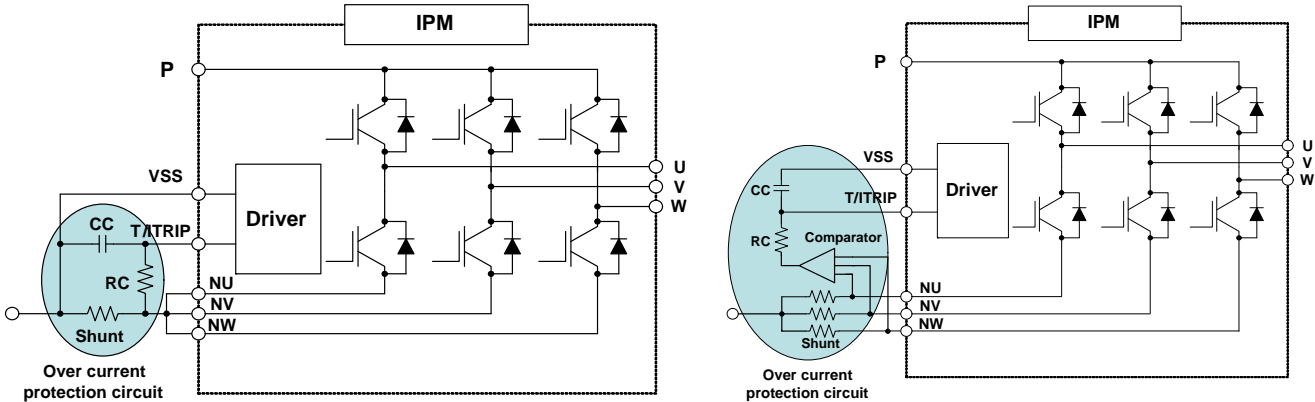 IPM
P
VSS
Driver
CC
T/ITRIP
RC
NU
NV
NW
Shunt
U
V
W
Over current
protection circuit
IPM
P
VSS
Driver
CC
T/ITRIP
RC
Comparator
NU
NV
NW
Shunt
U
V
W
Over current
protection circuit